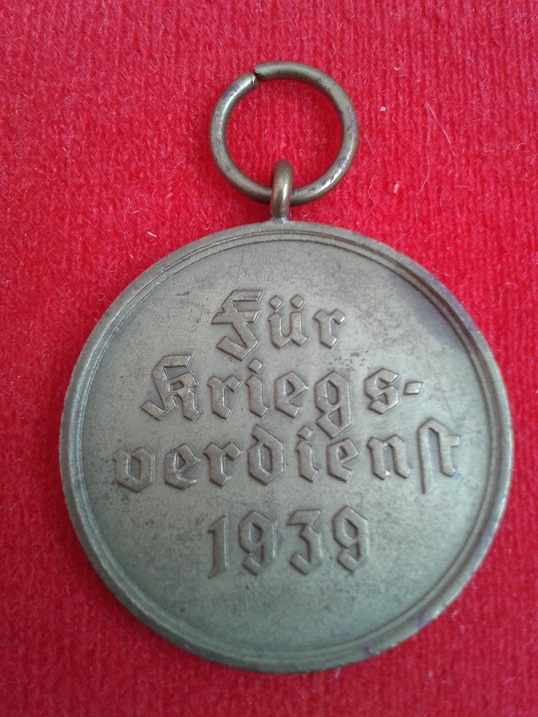 Für
Kriegs-
verdienst
1939